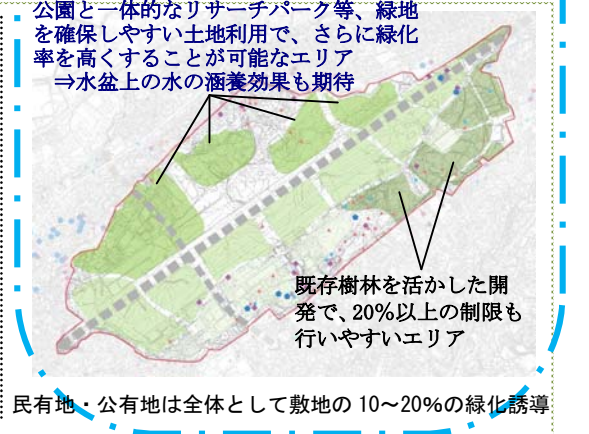 公園と一体的なリサーチパーク等、緑地
を確保しやすい土地利用で、さらに緑化
率を高くすることが可能なエリア
⇒水盆上の水の涵養効果も期待
既存樹林を活かした開
発で、20％以上の制限も
行いやすいエリア
民有地・公有地は全体として敷地の 10～20％の緑化誘導